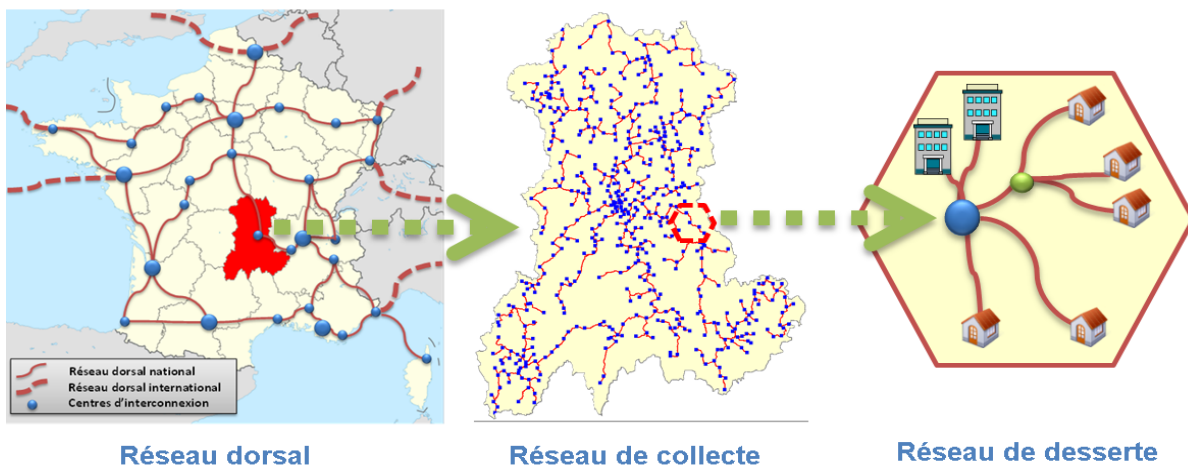 Réseau dorsal national
Réseau dorsal international
Centres d'interconnexion
Réseau dorsal
Réseau de collecte
Réseau de desserte